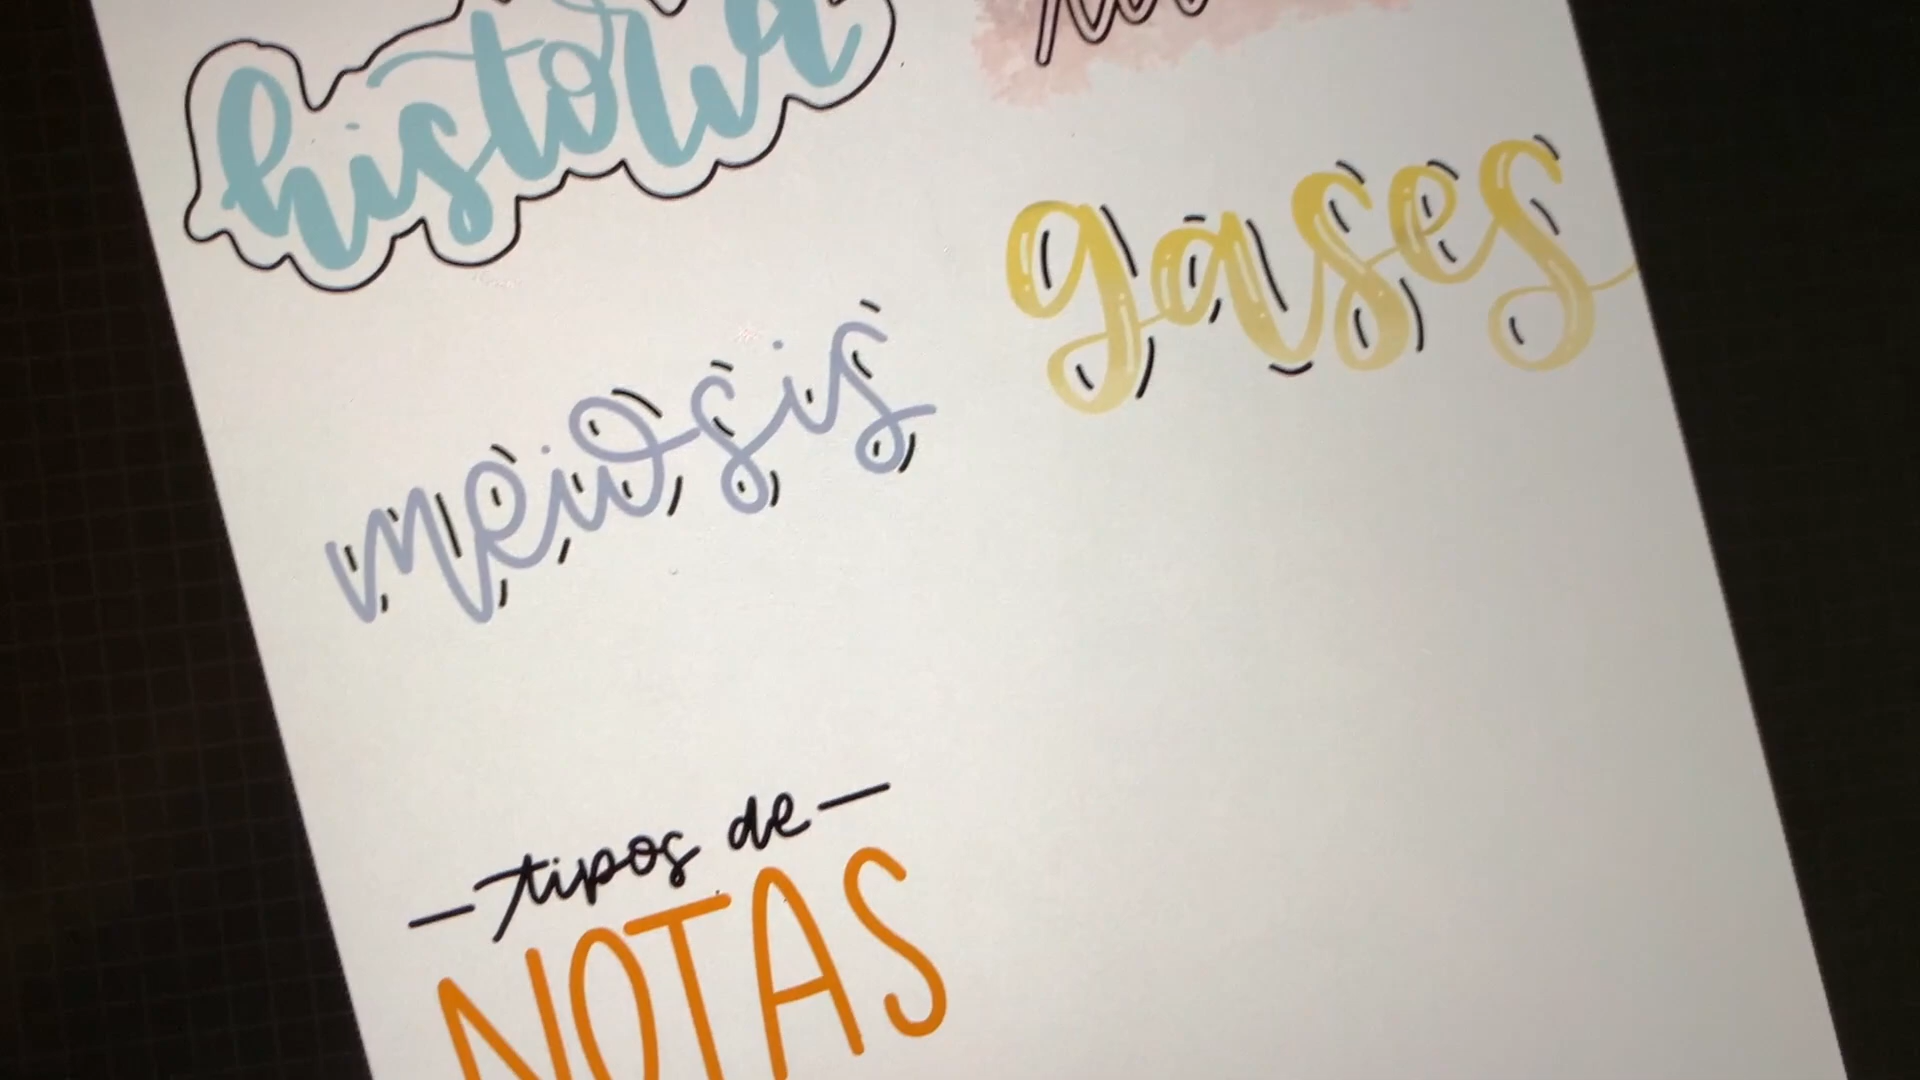 historia
gases
meiosis
- tipos de -
NOTAS